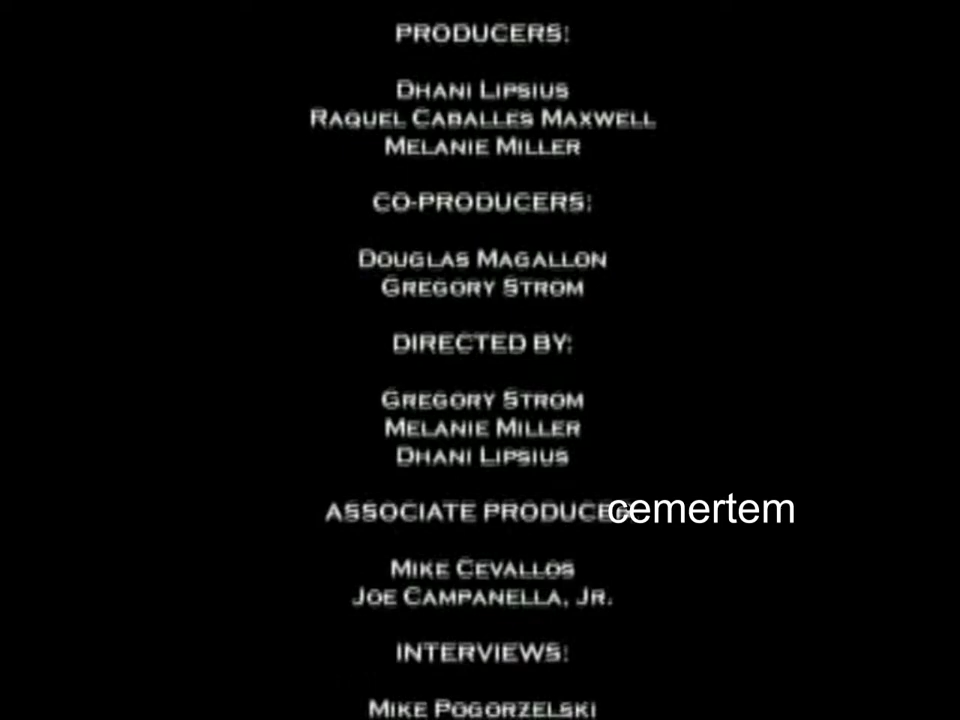 PRODUCERS:
DHANI LIPSIUS
RAQUEL CABALLES MAXWELL
MELANIE MILLER
CO-PRODUCERS:
DOUGLAS MAGALLON
GREGORY STROM
DIRECTED BY:
GREGORY STROM
MELANIE MILLER
DHANI LIPSIUS
ASSOCIATE PRODUCER
cemertem
MIKE CEVALLOS
JOE CAMPANELLA, JR.
INTERVIEWS:
MIKE POGORZELSKI